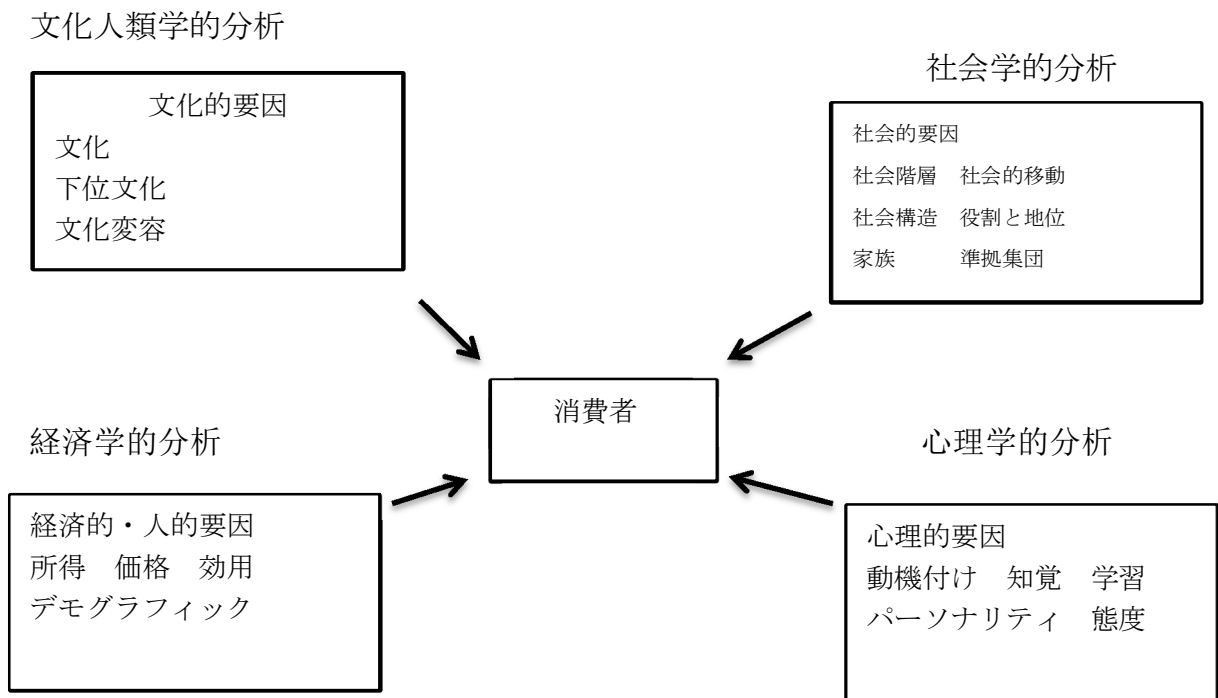 文化人類学的分析
文化的要因
文化
下位文化
文化変容
社会学的分析
社会的要因
社会階層　社会的移動
社会構造　役割と地位
家族　　　準拠集団
消費者
経済学的分析
経済的・人的要因
所得　価格　効用
デモグラフィック
心理学的分析
心理的要因
動機付け　知覚　学習
パーソナリティ　態度